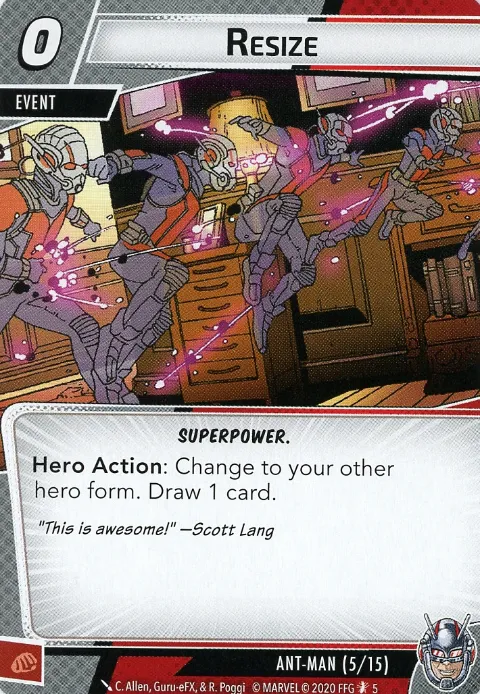 0
RESIZE
EVENT
SUPERPOWER.
Hero Action: Change to your other
hero form. Draw 1 card.
"This is awesome!" —Scott Lang
ANT-MAN (5/15)
C. Allen, Guru-eFX, & R. Poggi © MARVEL © 2020 FFG 5